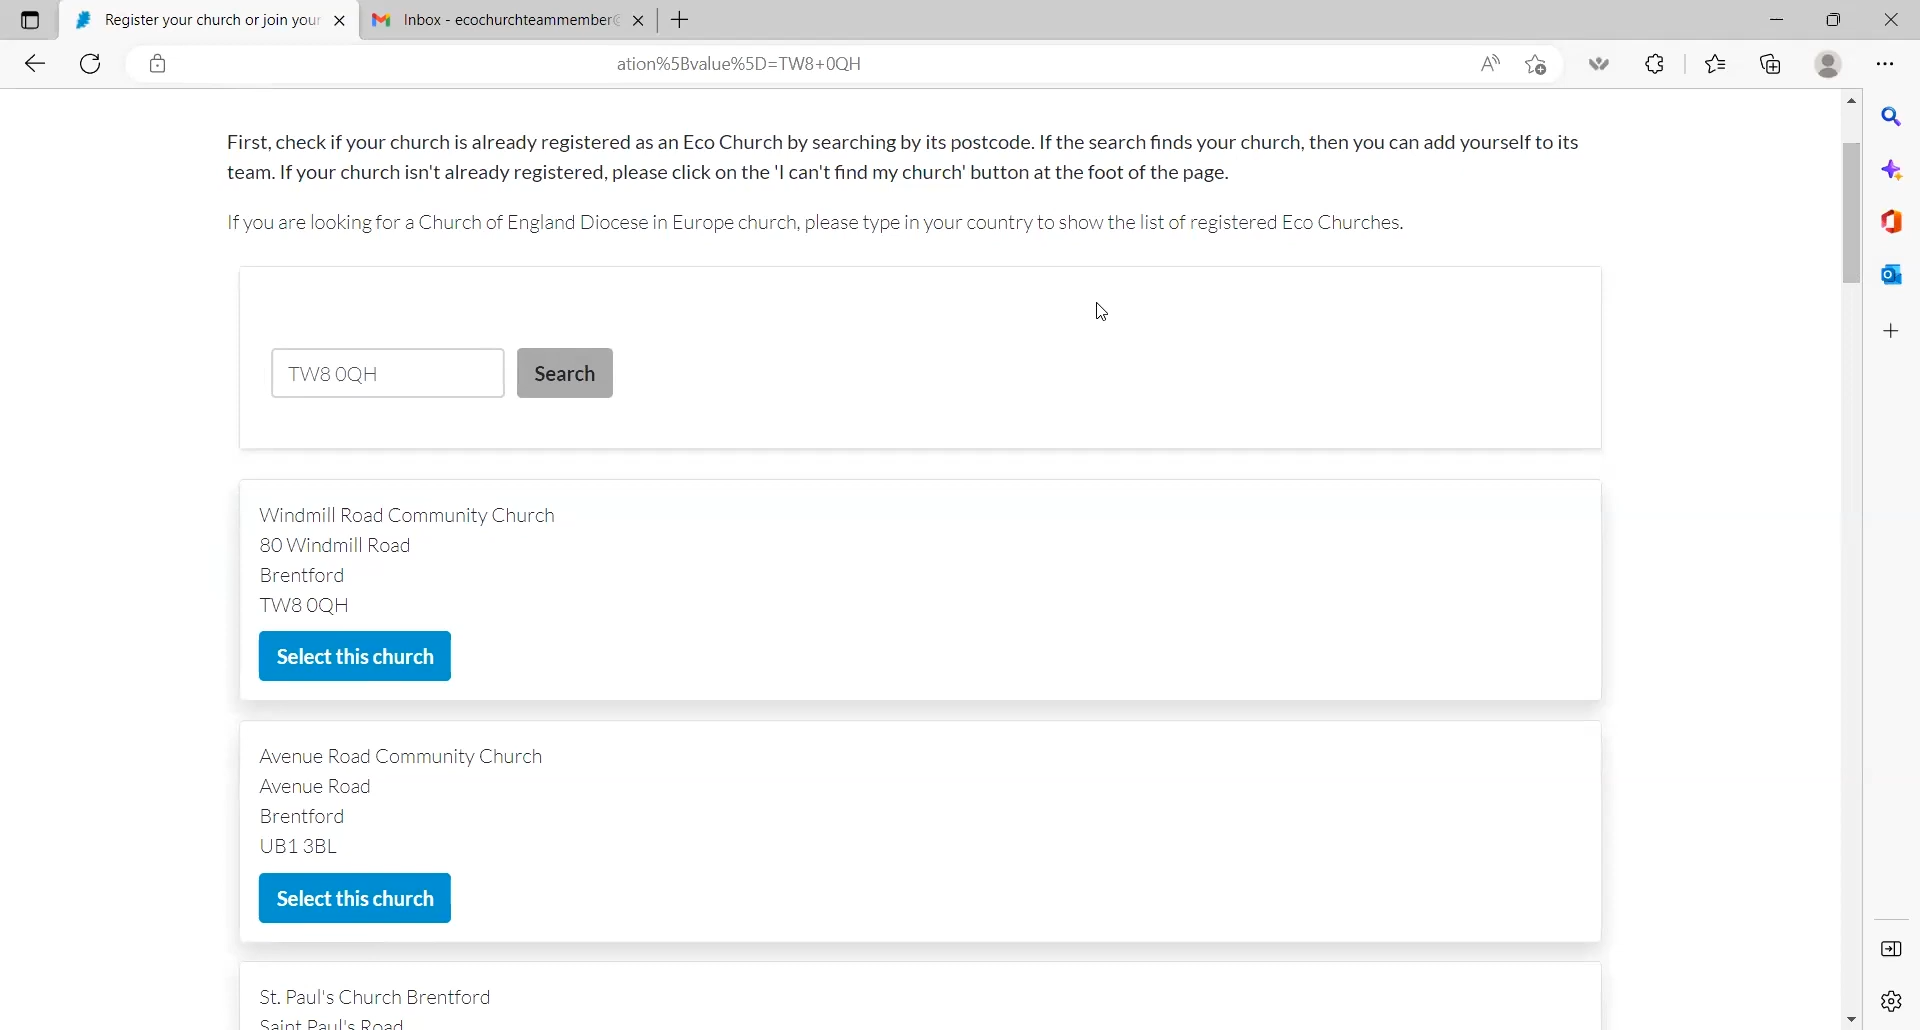 Register your church or join your
Inbox - ecochurchteammember@
ation%5Bvalue%5D=TW8+0QH
First, check if your church is already registered as an Eco Church by searching by its postcode. If the search finds your church, then you can add yourself to its
team. If your church isn't already registered, please click on the 'I can't find my church' button at the foot of the page.
If you are looking for a Church of England Diocese in Europe church, please type in your country to show the list of registered Eco Churches.
TW8 0QH
Search
Windmill Road Community Church
80 Windmill Road
Brentford
TW8 0QH
Select this church
Avenue Road Community Church
Avenue Road
Brentford
UB1 3BL
Select this church
St. Paul's Church Brentford
Saint Paul's Road